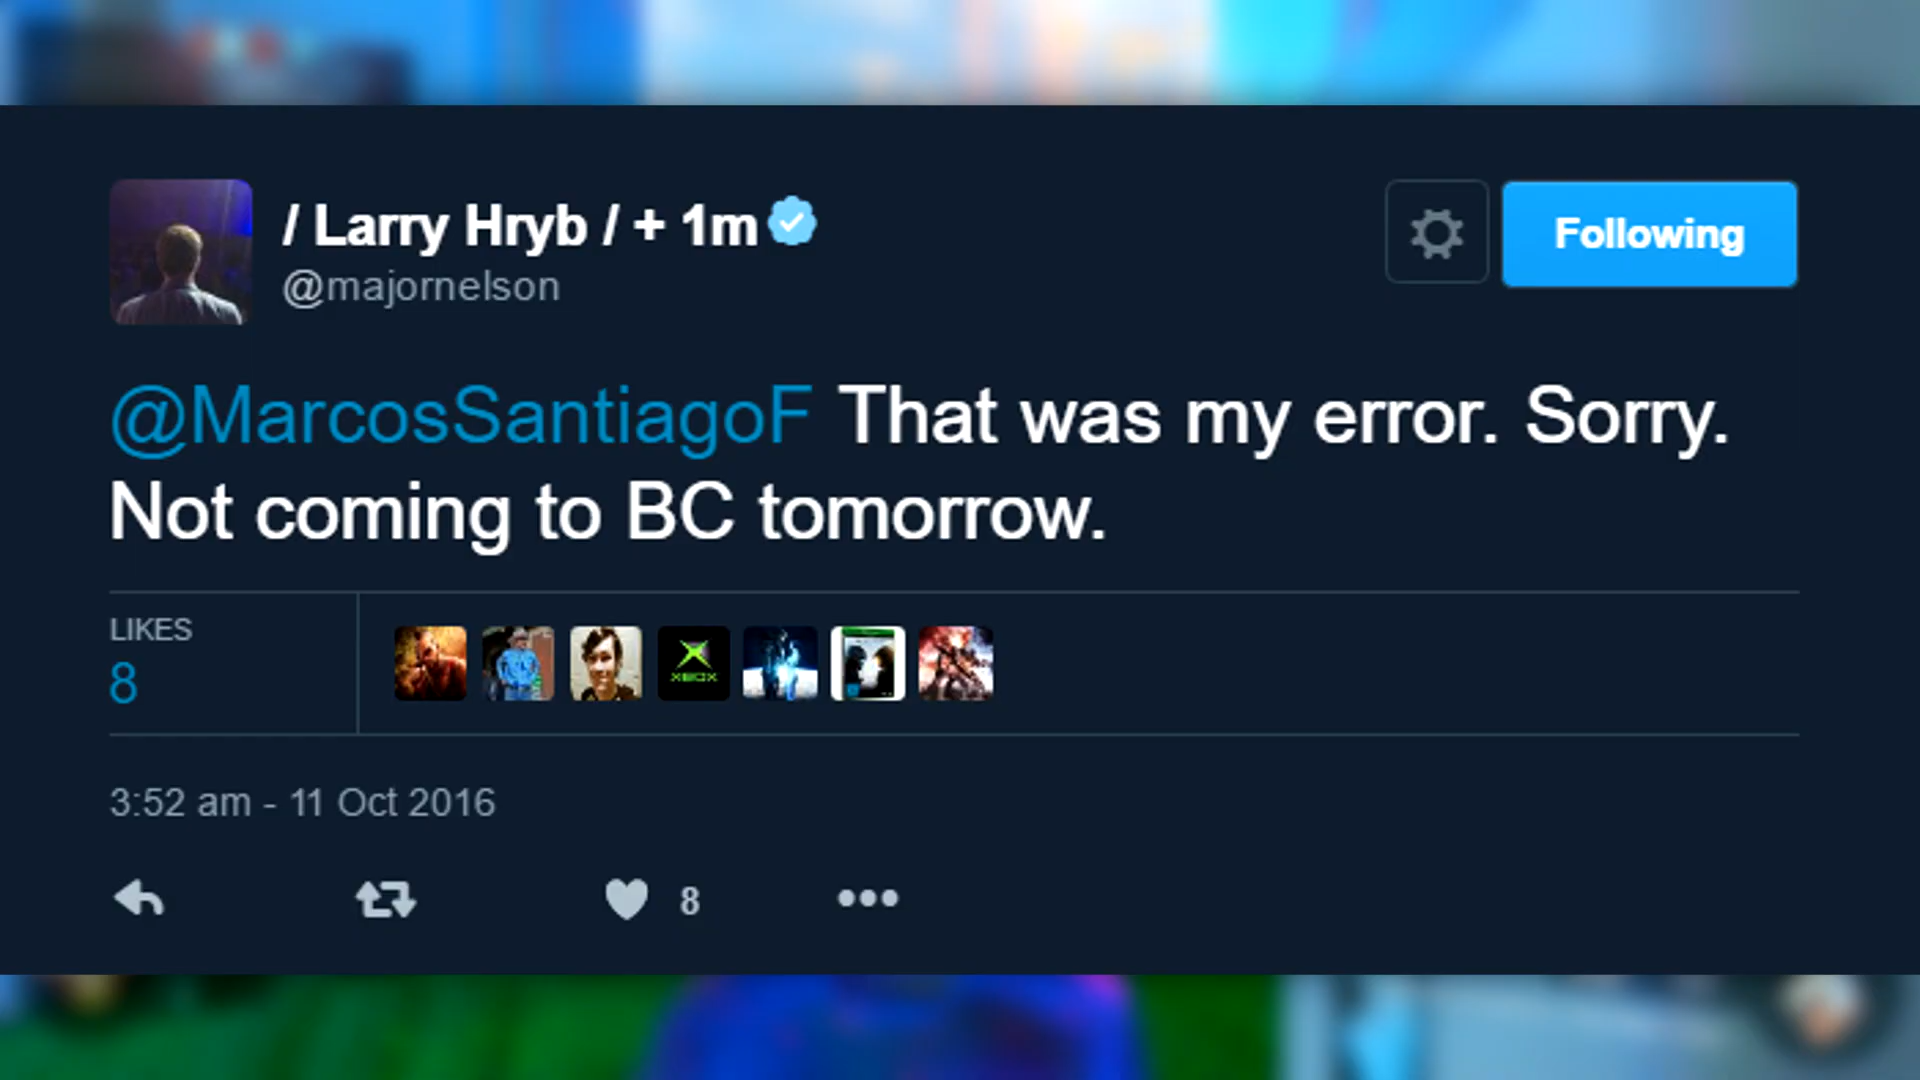 / Larry Hryb / + 1m
@majornelson
Following
@MarcosSantiagoF That was my error. Sorry.
Not coming to BC tomorrow.
LIKES
8
XBOX
3:52 am - 11 Oct 2016
8